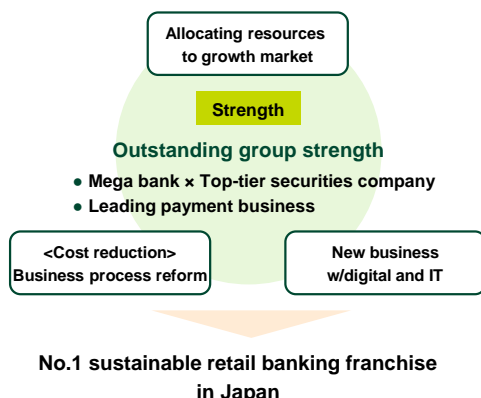 Allocating resources
to growth market
Strength
Outstanding group strength
● Mega bank × Top-tier securities company
● Leading payment business
<Cost reduction>
Business process reform
New business
w/digital and IT
No.1 sustainable retail banking franchise
in Japan